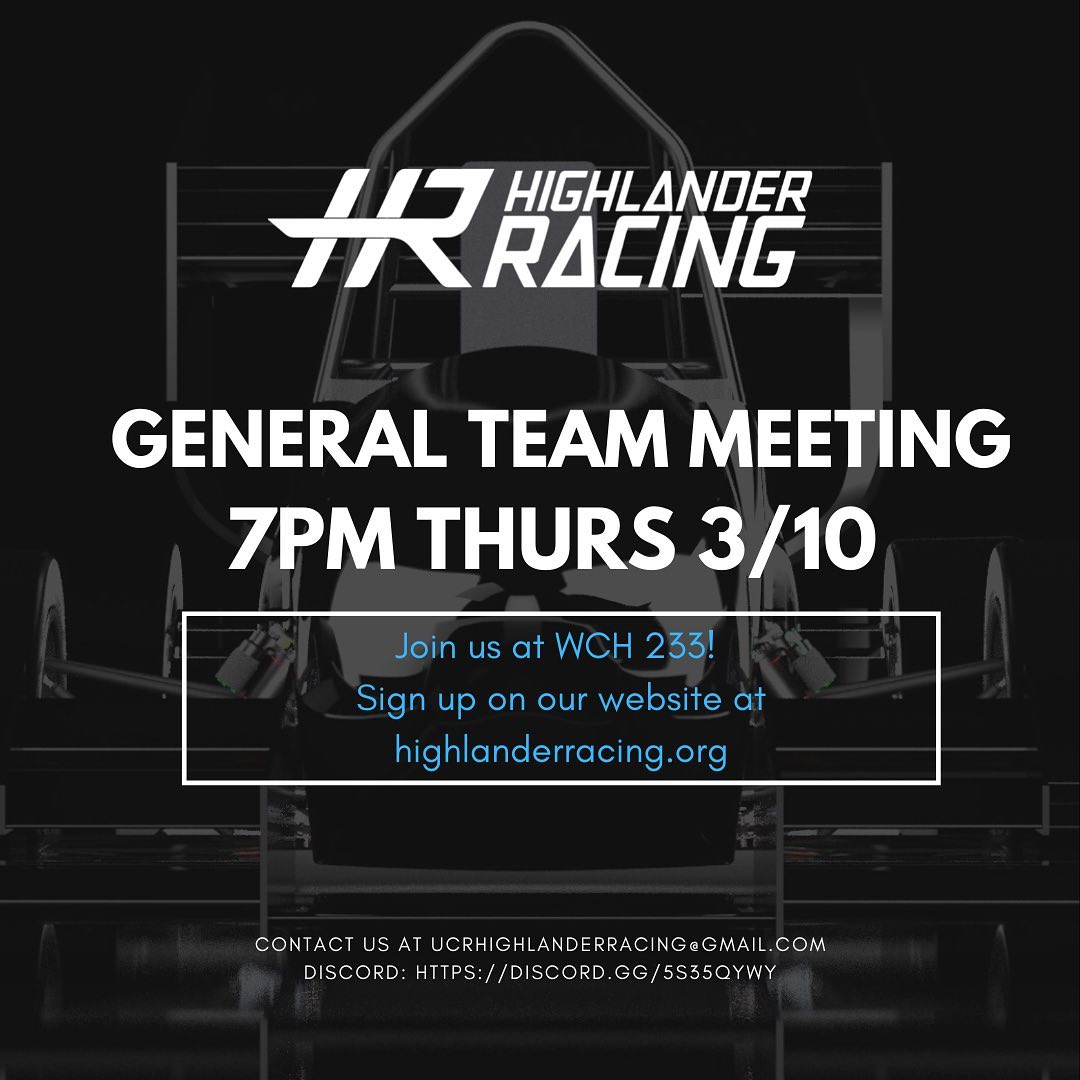 HR HIGHLANDER
RACING
GENERAL TEAM MEETING
7PM THURS 3/10
Join us at WCH 233!
Sign up on our website at
highlanderracing.org
CONTACT US AT UCRHIGHLANDERRACING@GMAIL.COM
DISCORD: HTTPS://DISCORD.GG/5S35QYWY